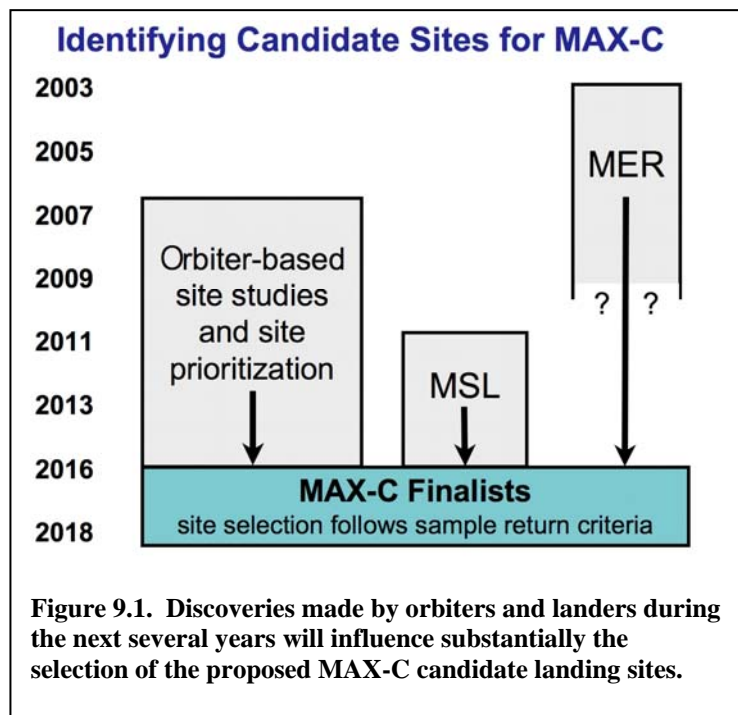 Identifying Candidate Sites for MAX-C
2003
2005
2007
2009
2011
2013
2016
2018
Orbiter-based
site studies
and site
prioritization
MSL
MER
? ?
MAX-C Finalists
site selection follows sample return criteria
Figure 9.1. Discoveries made by orbiters and landers during
the next several years will influence substantially the
selection of the proposed MAX-C candidate landing sites.